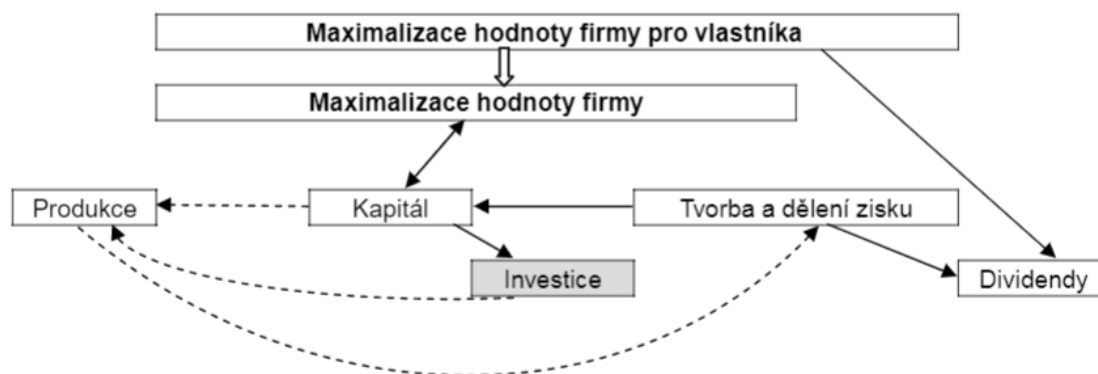 Maximalizace hodnoty firmy pro vlastníka
Maximalizace hodnoty firmy
Produkce
Kapitál
Tvorba a dělení zisku
Investice
Dividendy